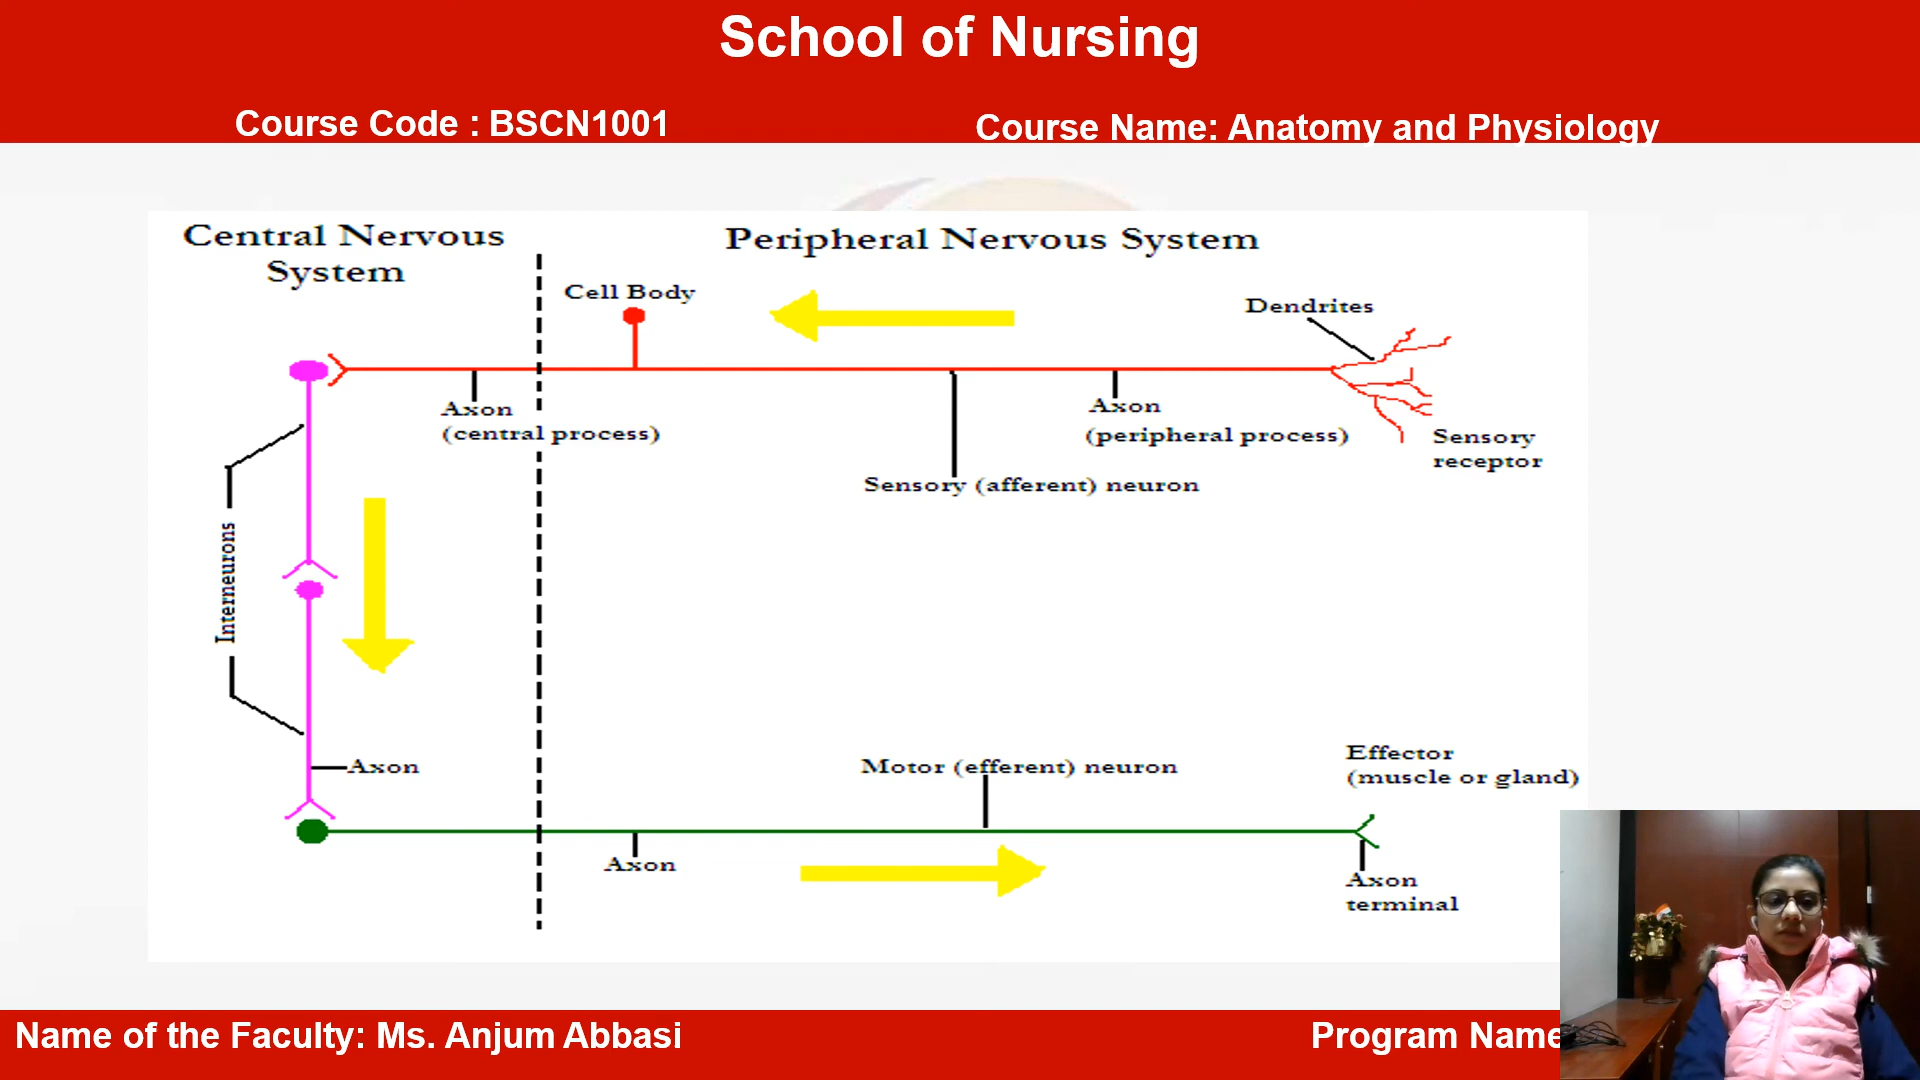 School of Nursing
Course Code : BSCN1001
Course Name: Anatomy and Physiology
Central Nervous
System
Peripheral Nervous System
Cell Body
Dendrites
Axon
(central process)
Axon
(peripheral process)
Sensory
receptor
Sensory (afferent) neuron
Interneurons
Axon
Motor (efferent) neuron
Effector
(muscle or gland)
Axon
Axon
terminal
Name of the Faculty: Ms. Anjum Abbasi
Program Name